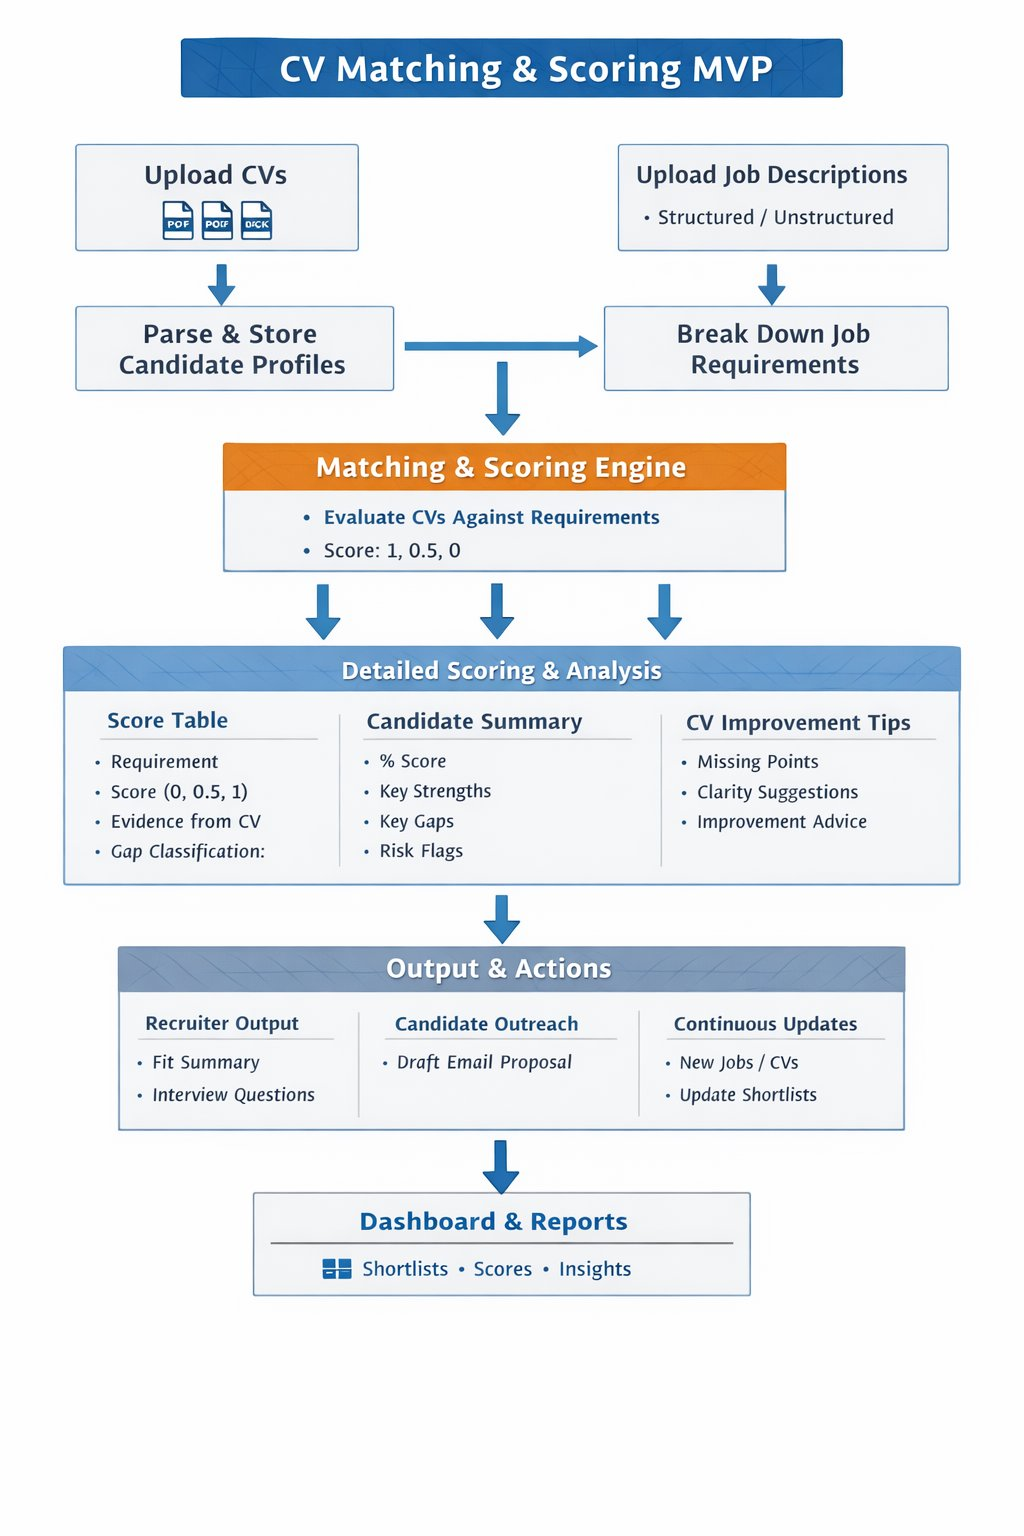 CV Matching & Scoring MVP
Upload CVs
PDF PDIF DICK
Upload Job Descriptions
• Structured / Unstructured
Parse & Store
Candidate Profiles
Break Down Job
Requirements
Matching & Scoring Engine
• Evaluate CVs Against Requirements
• Score: 1, 0.5, 0
Detailed Scoring & Analysis
Score Table
• Requirement
• Score (0, 0.5, 1)
• Evidence from CV
• Gap Classification:
Candidate Summary
• % Score
• Key Strengths
• Key Gaps
• Risk Flags
CV Improvement Tips
• Missing Points
• Clarity Suggestions
• Improvement Advice
Output & Actions
Recruiter Output
• Fit Summary
• Interview Questions
Candidate Outreach
• Draft Email Proposal
Continuous Updates
• New Jobs / CVs
• Update Shortlists
Dashboard & Reports
Shortlists • Scores • Insights